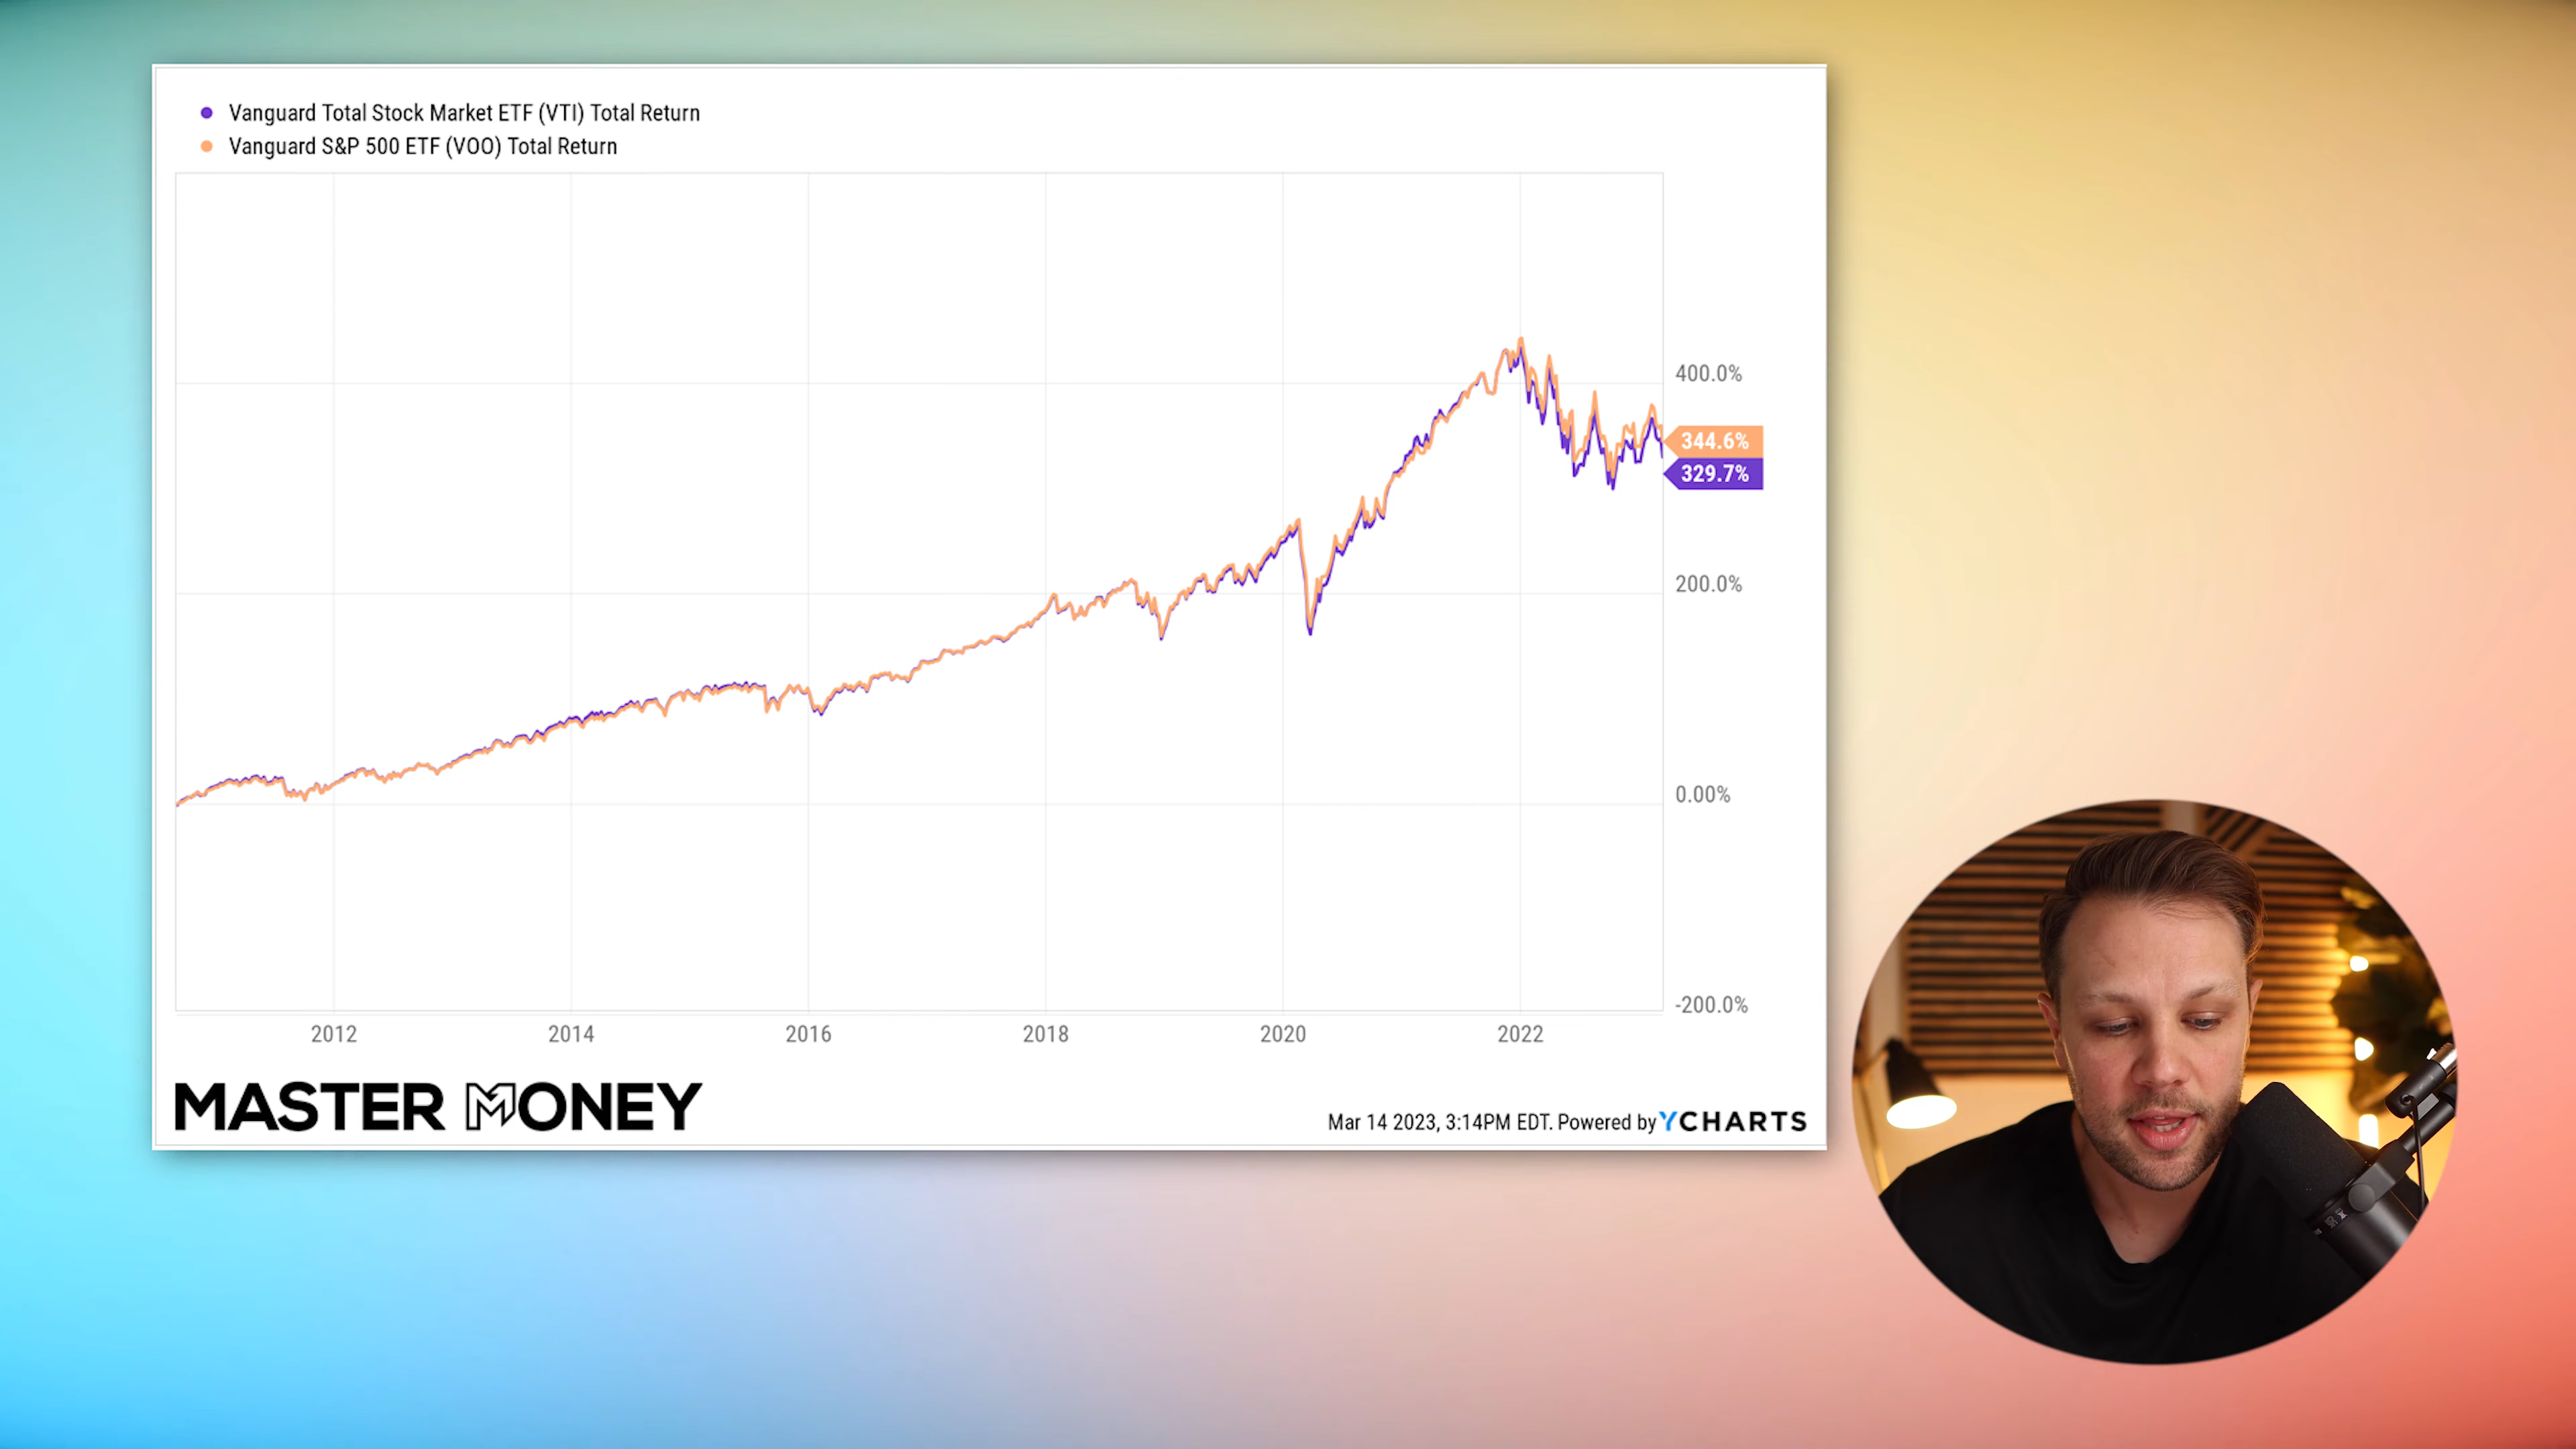 Vanguard Total Stock Market ETF (VTI) Total Return
Vanguard S&P 500 ETF (VOO) Total Return
400.0%
344.6%
329.7%
200.0%
0.00%
-200.0%
2012 2014 2016 2018 2020 2022
MASTER MONEY
Mar 14 2023, 3:14PM EDT. Powered by YCHARTS